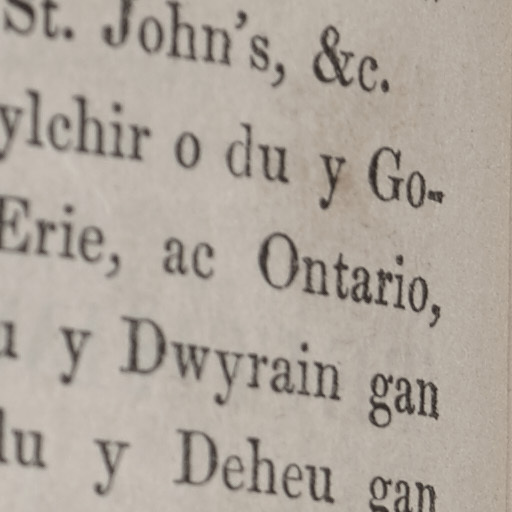 St. John's, &c.
ylchir o du y Go-
Erie, ac Ontario,
y Dwyrain gan
du y Deheu gan